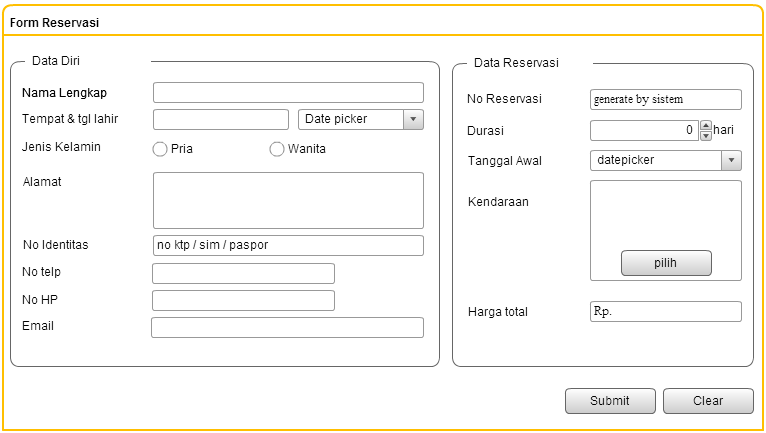 Form Reservasi
Data Diri
Nama Lengkap
Tempat & tgl lahir Date picker
Jenis Kelamin Pria Wanita
Alamat
No Identitas no ktp / sim / paspor
No telp
No HP
Email
Data Reservasi
No Reservasi generate by sistem
Durasi 0 hari
Tanggal Awal datepicker
Kendaraan
pilih
Harga total Rp.
Submit Clear